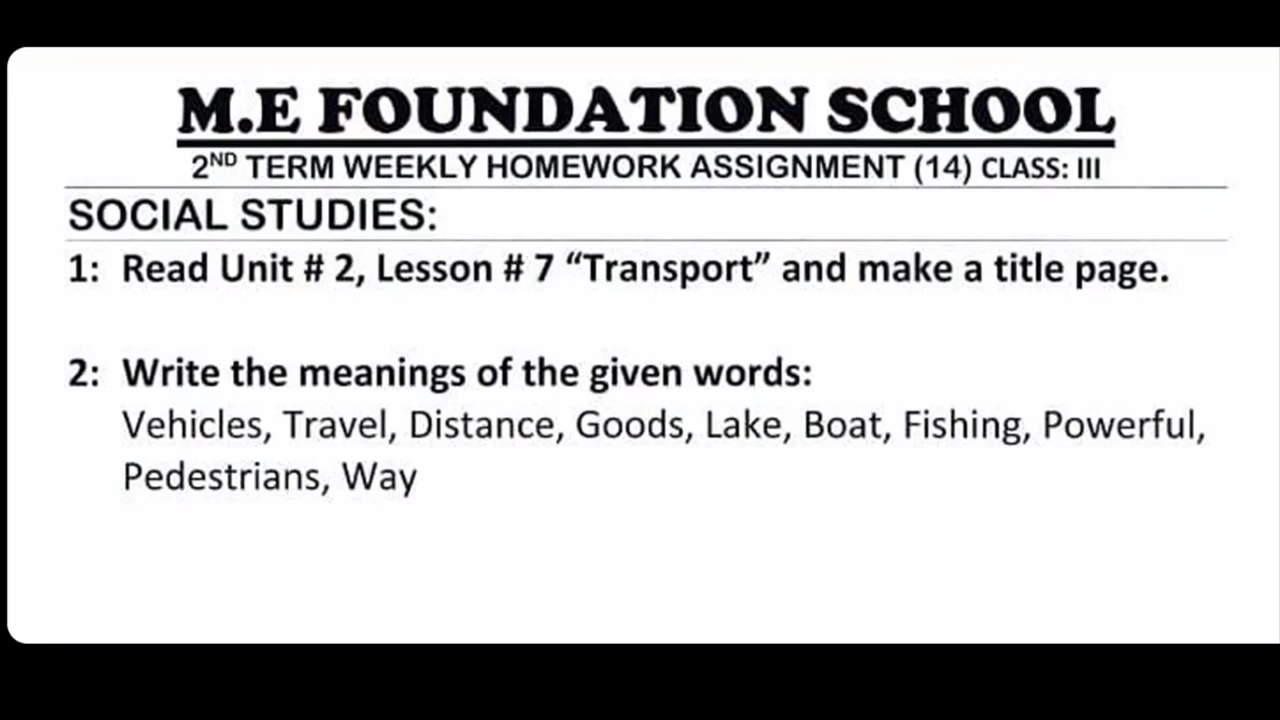 M.E FOUNDATION SCHOOL
2ND TERM WEEKLY HOMEWORK ASSIGNMENT (14) CLASS: III
SOCIAL STUDIES:
1: Read Unit # 2, Lesson # 7 “Transport” and make a title page.
2: Write the meanings of the given words:
Vehicles, Travel, Distance, Goods, Lake, Boat, Fishing, Powerful,
Pedestrians, Way